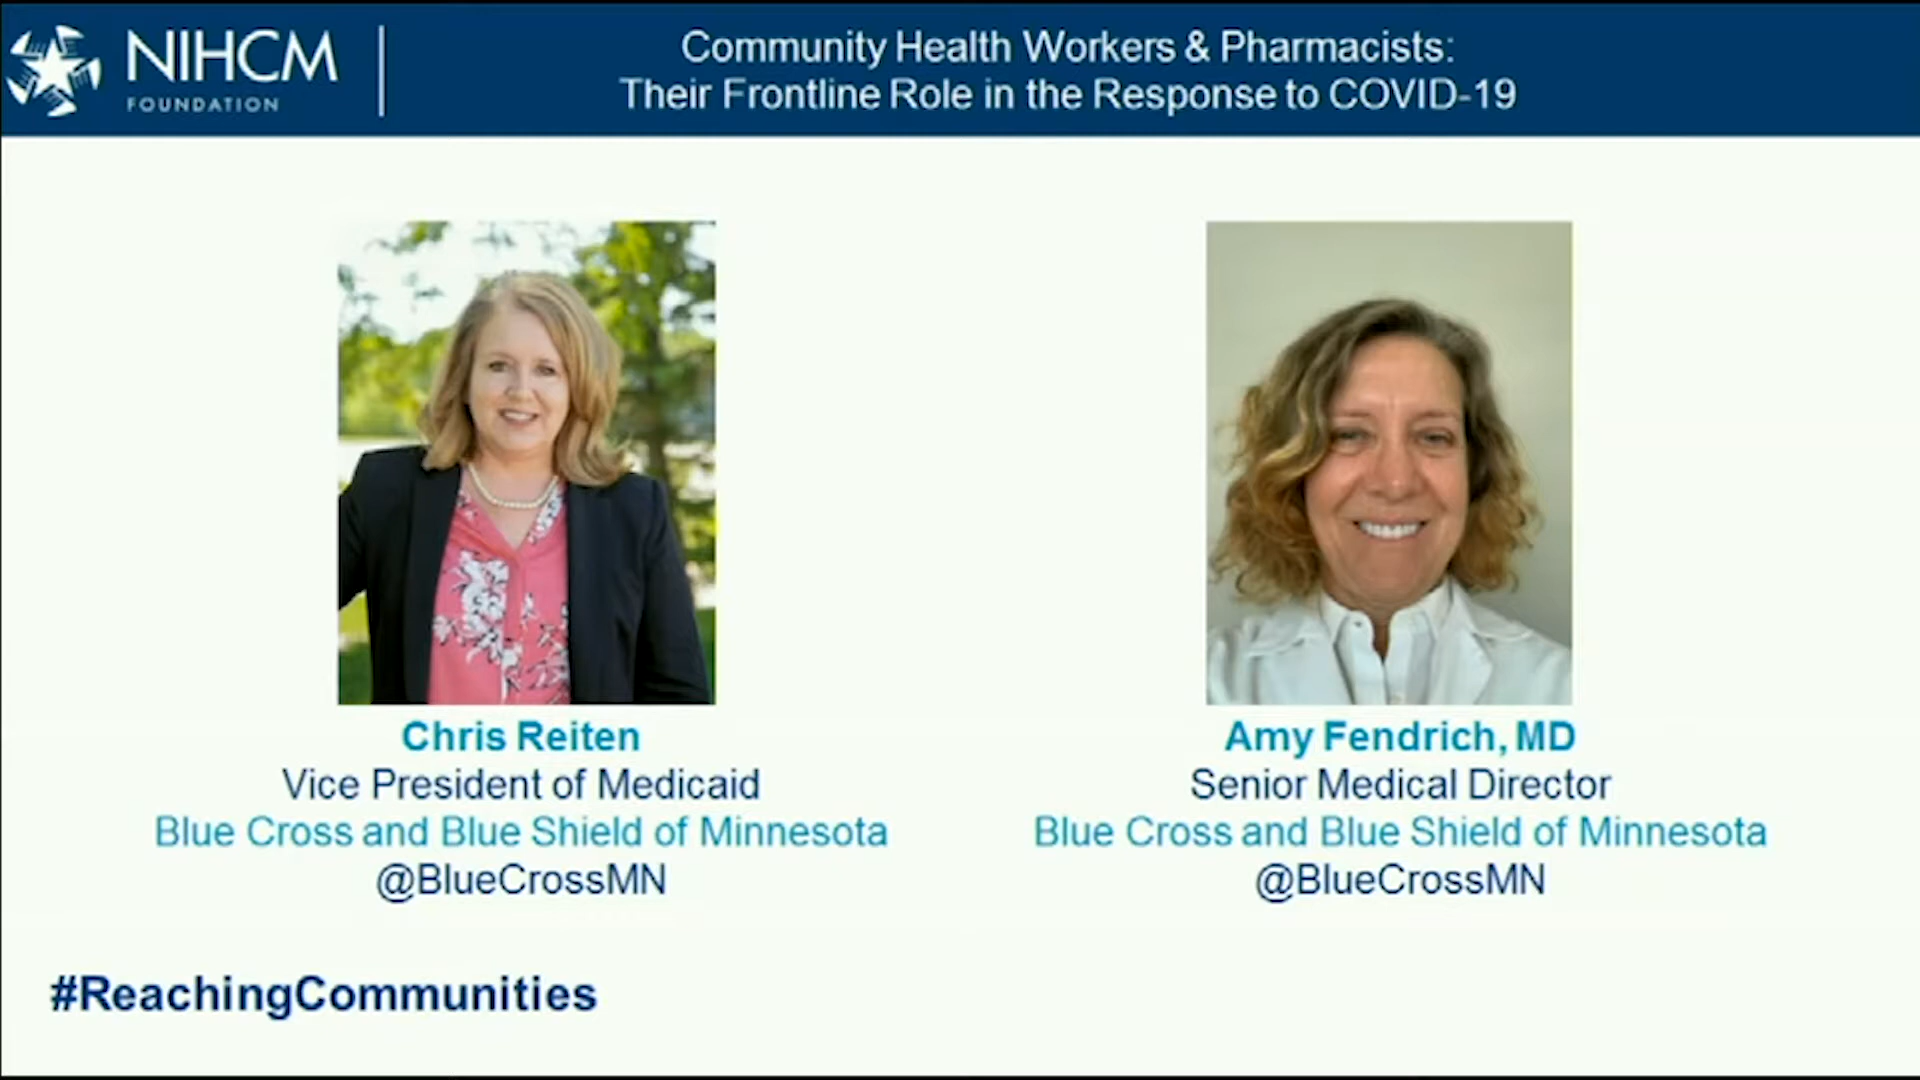 NIHCM
FOUNDATION
Community Health Workers & Pharmacists:
Their Frontline Role in the Response to COVID-19
Chris Reiten
Vice President of Medicaid
Blue Cross and Blue Shield of Minnesota
@BlueCrossMN
Amy Fendrich, MD
Senior Medical Director
Blue Cross and Blue Shield of Minnesota
@BlueCrossMN
#ReachingCommunities